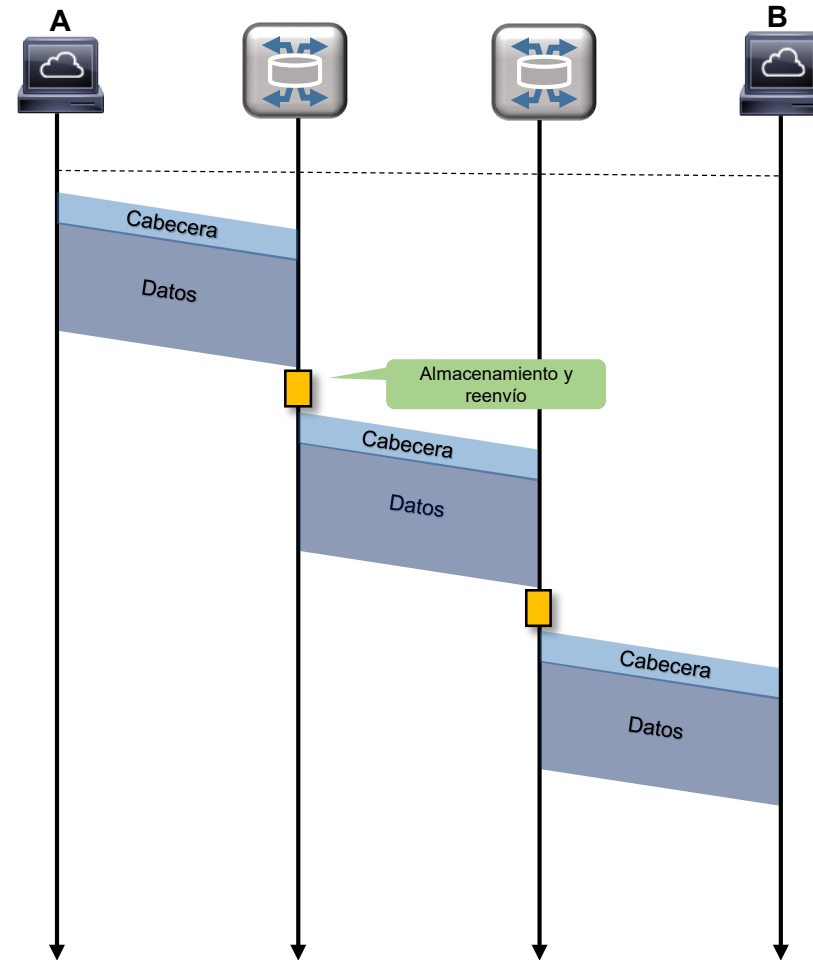 A
B
Cabecera
Datos
Almacenamiento y
reenvío
Cabecera
Datos
Cabecera
Datos